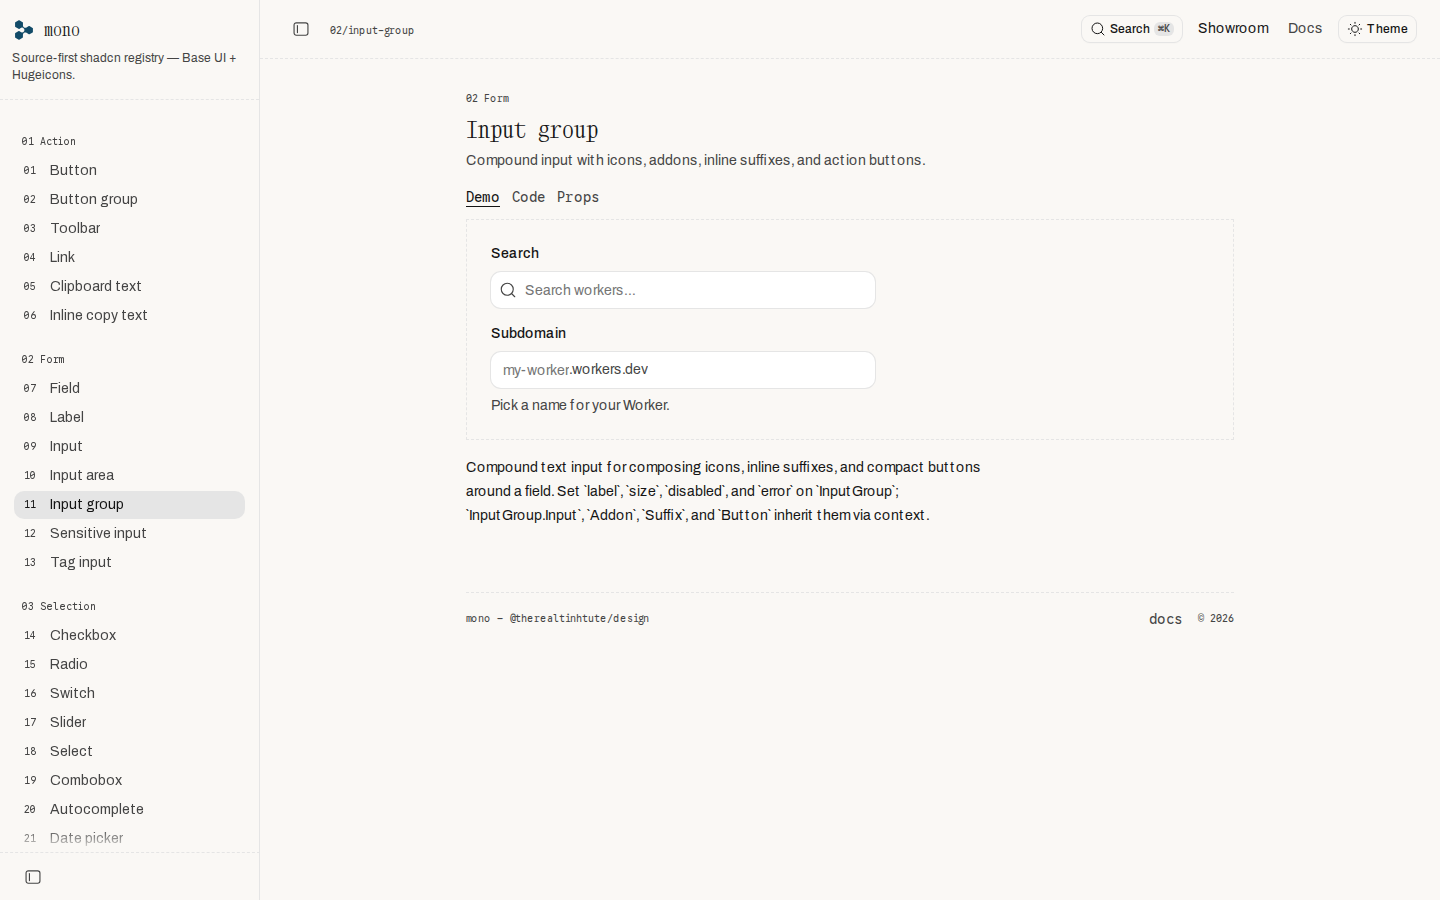 mono
Source-first shadcn registry — Base UI +
Hugeicons.
01 Action
01 Button
02 Button group
03 Toolbar
04 Link
05 Clipboard text
06 Inline copy text
02 Form
07 Field
08 Label
09 Input
10 Input area
11 Input group
12 Sensitive input
13 Tag input
03 Selection
14 Checkbox
15 Radio
16 Switch
17 Slider
18 Select
19 Combobox
20 Autocomplete
21 Date picker
02/input-group
Search ⌘K
Showroom
Docs
Theme
02 Form
Input group
Compound input with icons, addons, inline suffixes, and action buttons.
Demo Code Props
Search
Search workers...
Subdomain
my-worker.workers.dev
Pick a name for your Worker.
Compound text input for composing icons, inline suffixes, and compact buttons
around a field. Set `label`, `size`, `disabled`, and `error` on `InputGroup`;
`InputGroup.Input`, `Addon`, `Suffix`, and `Button` inherit them via context.
mono — @therealtinhtute/design
docs © 2026